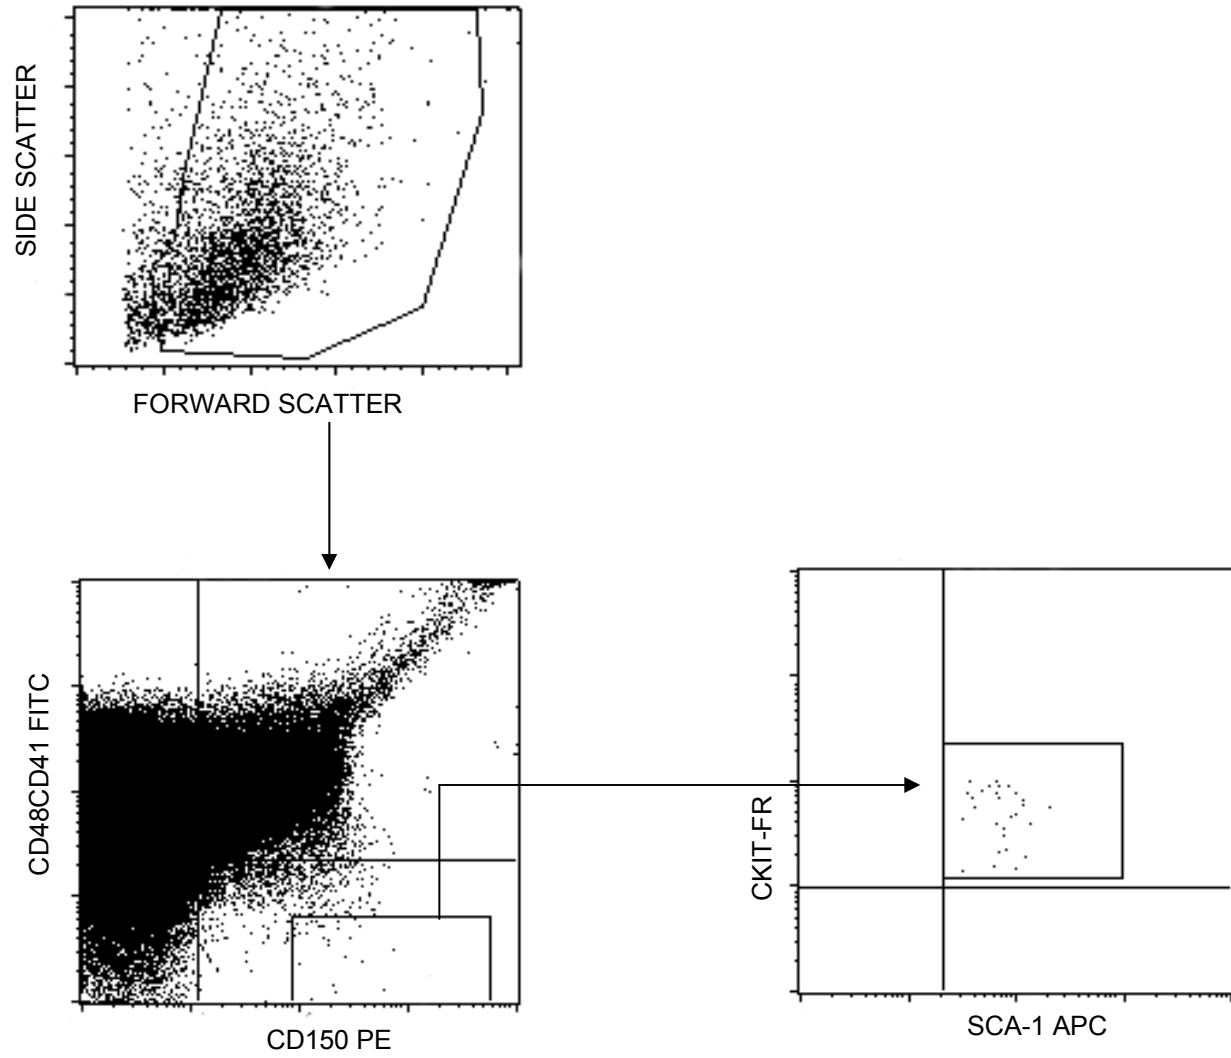 SIDE SCATTER
FORWARD SCATTER
CD48CD41 FITC
CD150 PE
CKIT-FR
SCA-1 APC